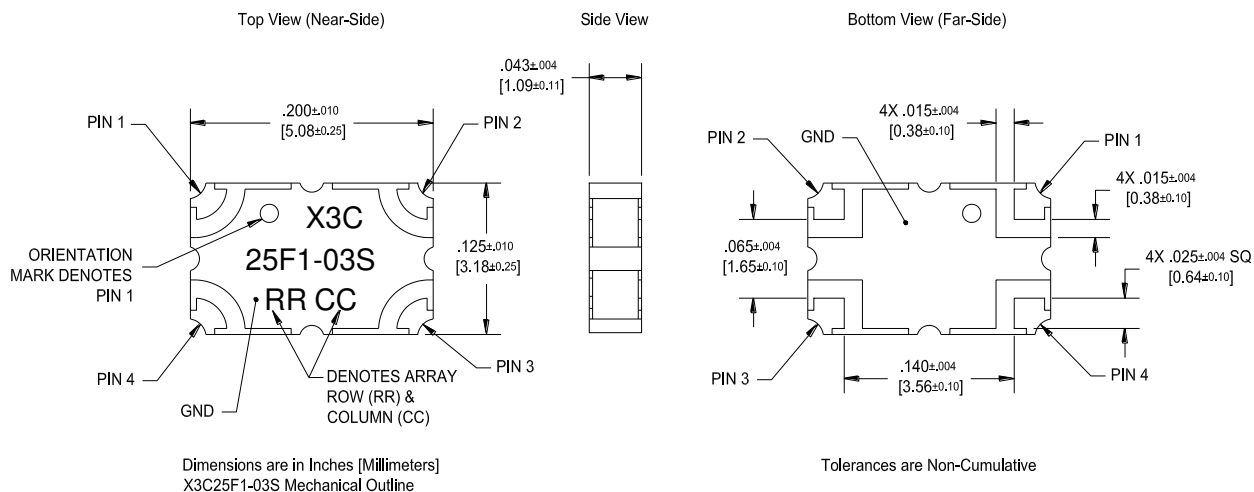 Top View (Near-Side)
Side View
Bottom View (Far-Side)
.043±.004
[1.09±0.11]
.200±.010
[5.08±0.25]
PIN 1
PIN 2
4X .015±.004
[0.38±0.10]
PIN 2
GND
PIN 1
4X .015±.004
[0.38±0.10]
X3C
25F1-03S
RR CC
ORIENTATION
MARK DENOTES
PIN 1
.125±.010
[3.18±0.25]
.065±.004
[1.65±0.10]
4X .025±.004 SQ
[0.64±0.10]
PIN 4
GND
DENOTES ARRAY
ROW (RR) &
COLUMN (CC)
PIN 3
PIN 3
.140±.004
[3.56±0.10]
PIN 4
Dimensions are in Inches [Millimeters]
X3C25F1-03S Mechanical Outline
Tolerances are Non-Cumulative